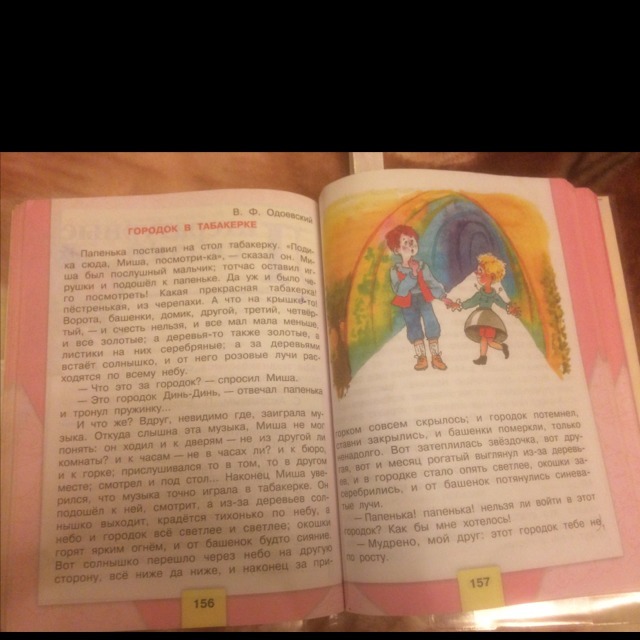 В. Ф. Одоевский
ГОРОДОК В ТАБАКЕРКЕ
Папенька поставил на стол табакерку. «Поди-
ка сюда, Миша, посмотри-ка», — сказал он. Ми-
ша был послушный мальчик; тотчас оставил иг-
рушки и подошёл к папеньке. Да уж и было че-
го посмотреть! Какая прекрасная табакерка!
пёстренькая, из черепахи. А что на крышке-то!
Ворота, башенки, домик, другой, третий, четвёр-
тый, — и счесть нельзя, и все мал мала меньше,
и все золотые; а деревья-то также золотые, а
листики на них серебряные; а за деревьями
встаёт солнышко, и от него розовые лучи рас-
ходятся по всему небу.
— Что это за городок? — спросил Миша.
— Это городок Динь-Динь, — отвечал папенька
и тронул пружинку...
И что же? Вдруг, невидимо где, заиграла му-
зыка. Откуда слышна эта музыка, Миша не мог
понять: он ходил и к дверям — не из другой ли
комнаты? и к часам — не в часах ли? и к бюро,
и к горке; прислушивался то в том, то в другом
месте; смотрел и под стол... Наконец Миша уве-
рился, что музыка точно играла в табакерке. Он
подошёл к ней, смотрит, а из-за деревьев сол-
нышко выходит, крадётся тихонько по небу, а
небо и городок всё светлее и светлее; окошки
горят ярким огнём, и от башенок будто сияние.
Вот солнышко перешло через небо на другую
сторону, всё ниже да ниже, и наконец за при-
156
горком совсем скрылось; и городок потемнел,
ставни закрылись, и башенки померкли, только
ненадолго. Вот затеплилась звёздочка, вот дру-
гая, вот и месяц рогатый выглянул из-за деревь-
ев, и в городке стало опять светлее, окошки за-
серебрились, и от башенок потянулись синева-
тые лучи.
— Папенька! папенька! нельзя ли войти в этот
городок? Как бы мне хотелось!
— Мудрено, мой друг: этот городок тебе не
по росту.
157